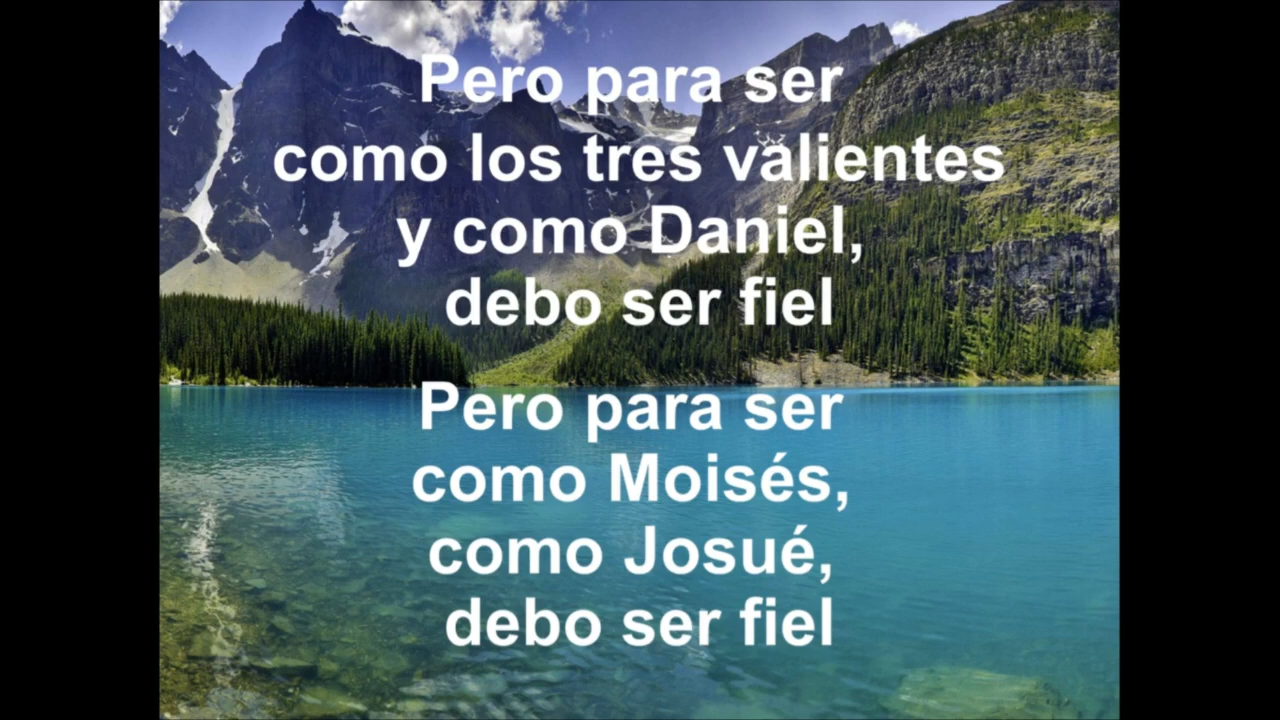 Pero para ser
como los tres valientes
y como Daniel,
debo ser fiel
Pero para ser
como Moisés,
como Josué,
debo ser fiel